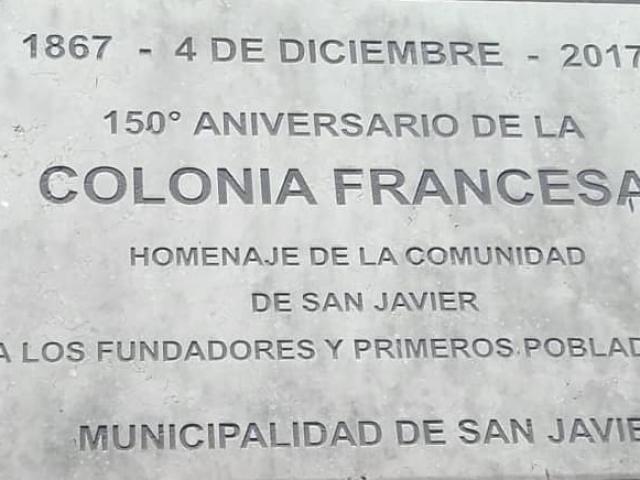 1867 - 4 DE DICIEMBRE - 2017
150° ANIVERSARIO DE LA
COLONIA FRANCESA
HOMENAJE DE LA COMUNIDAD
DE SAN JAVIER
A LOS FUNDADORES Y PRIMEROS POBLAD
MUNICIPALIDAD DE SAN JAVIE